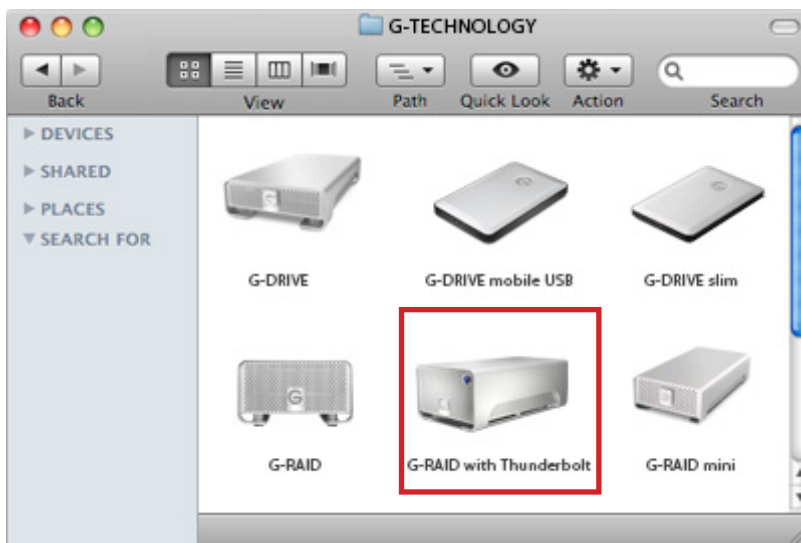 G-TECHNOLOGY
Back View Path Quick Look Action Search
DEVICES
SHARED
PLACES
SEARCH FOR
G-DRIVE G-DRIVE mobile USB G-DRIVE slim
G-RAID G-RAID with Thunderbolt G-RAID mini